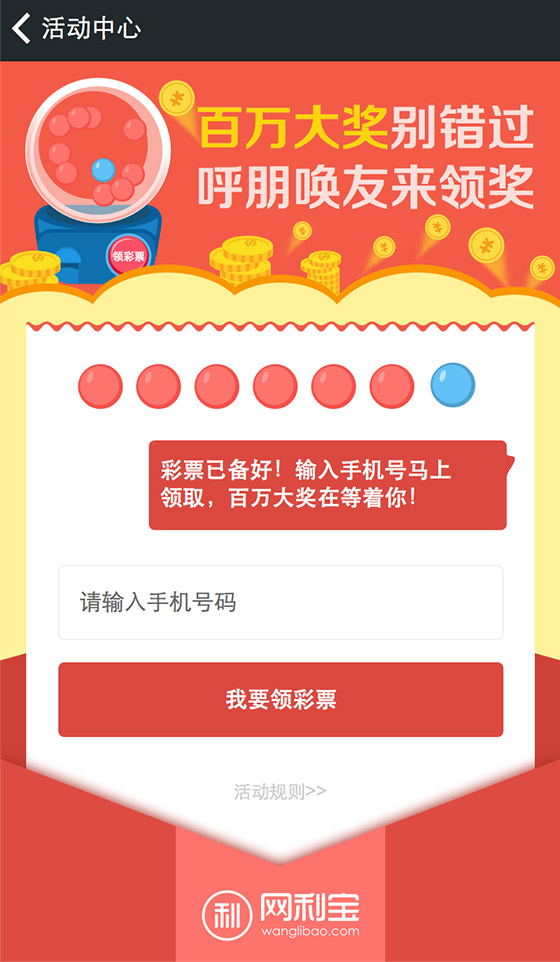 活动中心
百万大奖别错过
呼朋唤友来领奖
领彩票
彩票已备好！输入手机号马上
领取，百万大奖在等着你！
请输入手机号码
我要领彩票
活动规则>>
利 网利宝
wanglibao.com